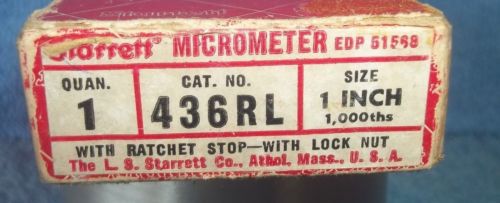 Starrett MICROMETER EDP 51568
QUAN. CAT. NO. SIZE
1 436RL 1 INCH
1,000ths
WITH RATCHET STOP—WITH LOCK NUT
The L. S. Starrett Co., Athol, Mass., U. S. A.